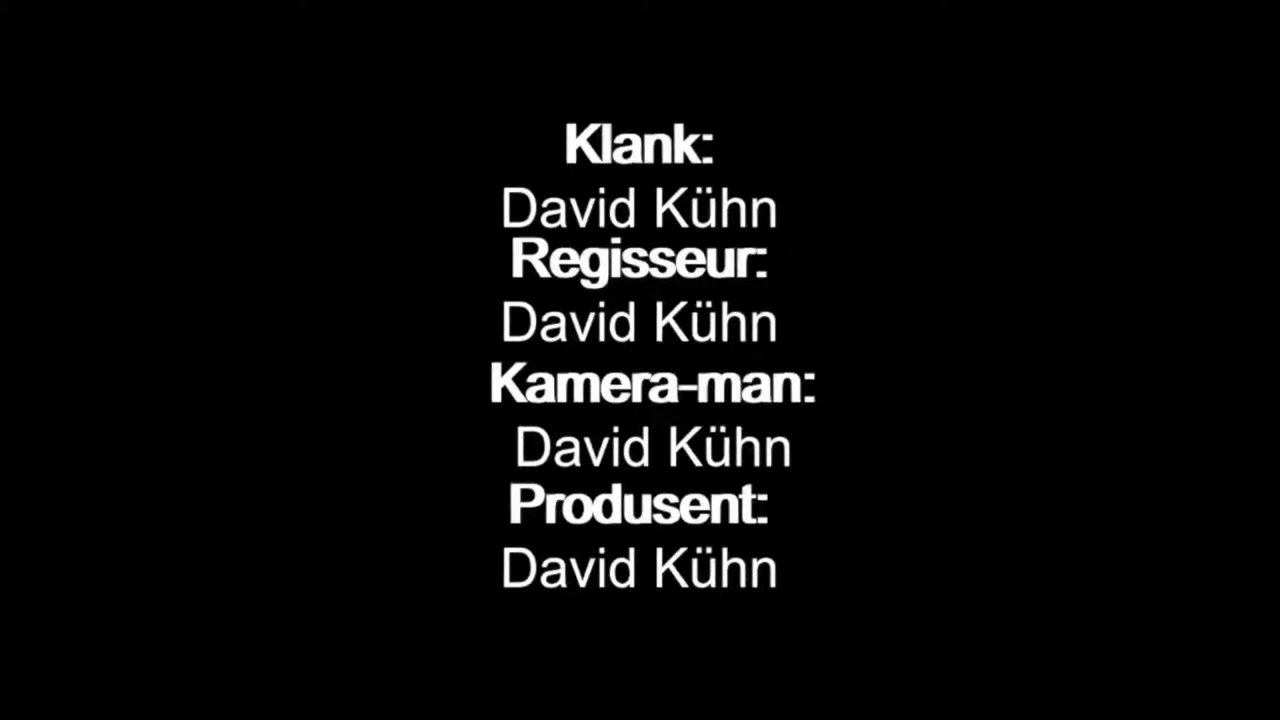 Klank:
David Kühn
Regisseur:
David Kühn
Kamera-man:
David Kühn
Produsent:
David Kühn